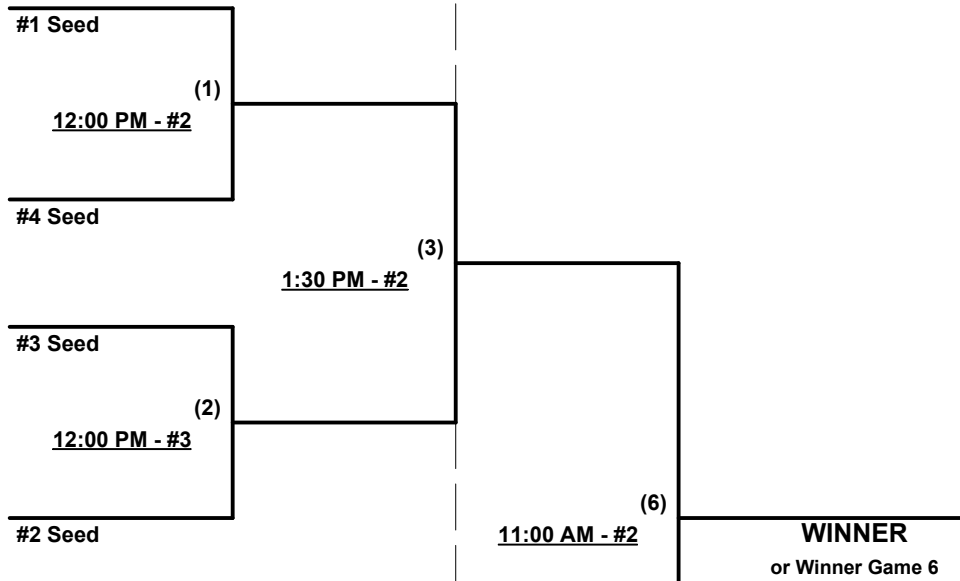 #1 Seed
(1)
12:00 PM - #2
#4 Seed
(3)
1:30 PM - #2
#3 Seed
(2)
12:00 PM - #3
#2 Seed
(6)
11:00 AM - #2
WINNER
or Winner Game 6